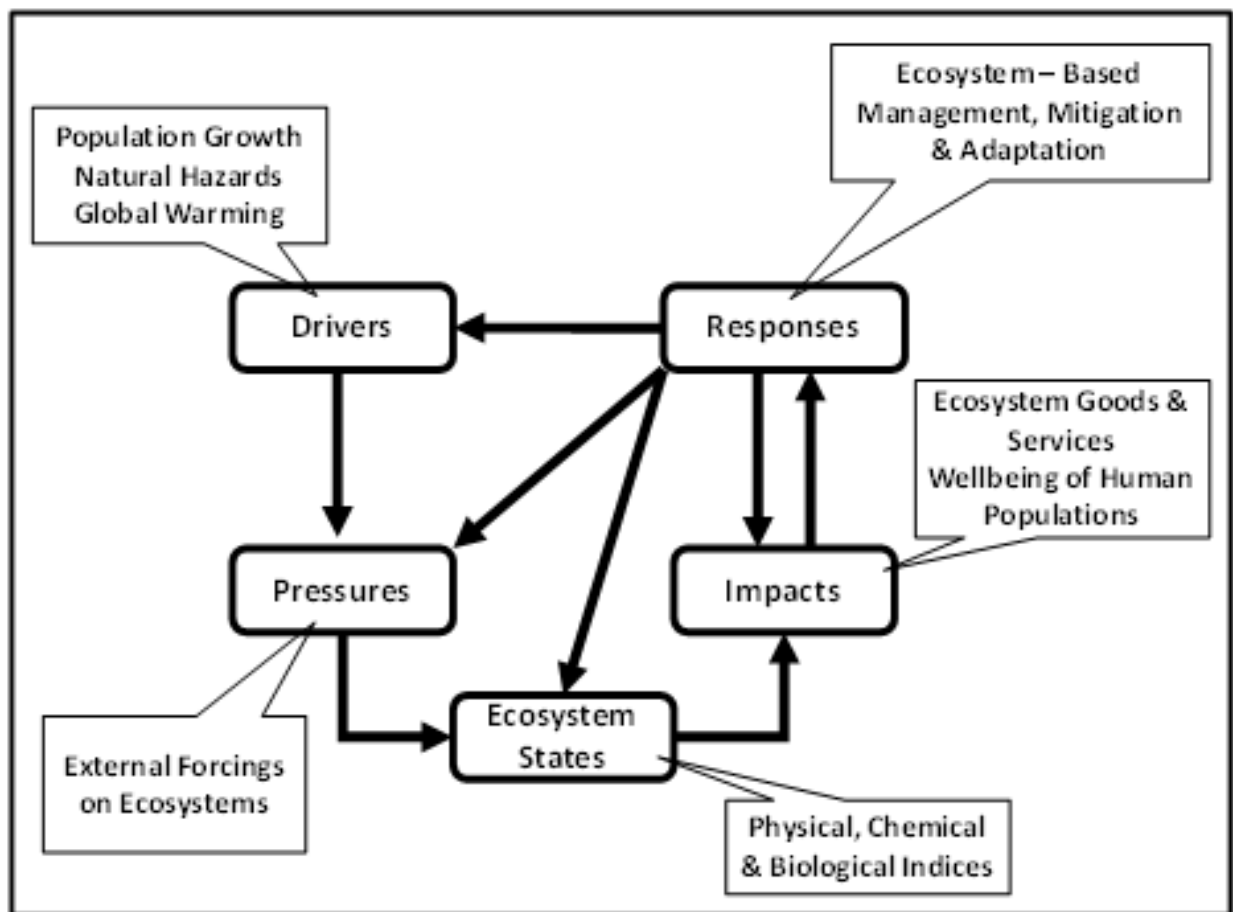 Ecosystem – Based
Management, Mitigation
& Adaptation
Population Growth
Natural Hazards
Global Warming
Drivers
Responses
Ecosystem Goods &
Services
Wellbeing of Human
Populations
Pressures
Impacts
Ecosystem
States
External Forcings
on Ecosystems
Physical, Chemical
& Biological Indices